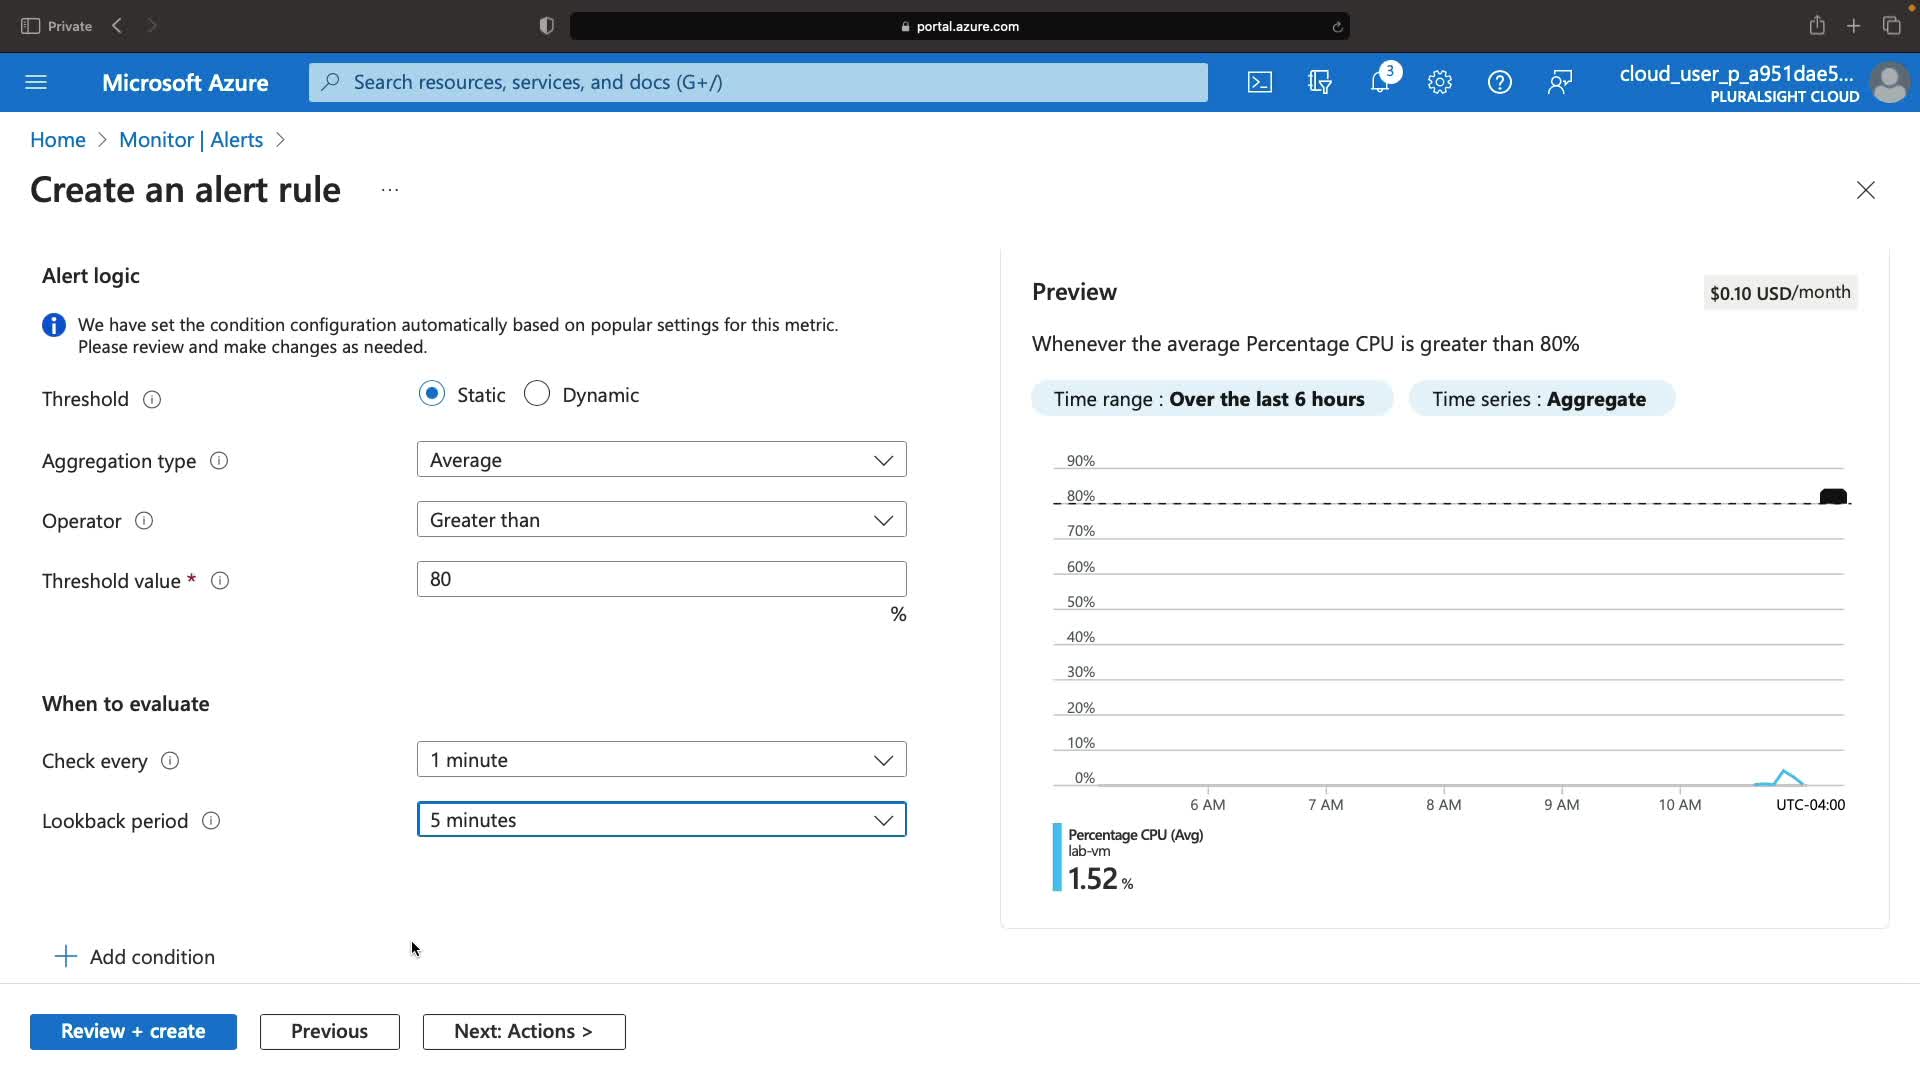 Private
portal.azure.com
Microsoft Azure
Search resources, services, and docs (G+/)
3
cloud_user_p_a951dae5...
PLURALSIGHT CLOUD
Home > Monitor | Alerts >
Create an alert rule ...
Alert logic
We have set the condition configuration automatically based on popular settings for this metric.
Please review and make changes as needed.
Threshold
Static
Dynamic
Aggregation type
Average
Operator
Greater than
Threshold value *
80
%
When to evaluate
Check every
1 minute
Lookback period
5 minutes
Add condition
Preview
$0.10 USD/month
Whenever the average Percentage CPU is greater than 80%
Time range : Over the last 6 hours
Time series : Aggregate
90%
80%
70%
60%
50%
40%
30%
20%
10%
0%
6 AM
7 AM
8 AM
9 AM
10 AM
UTC-04:00
Percentage CPU (Avg)
lab-vm
1.52 %
Review + create
Previous
Next: Actions >